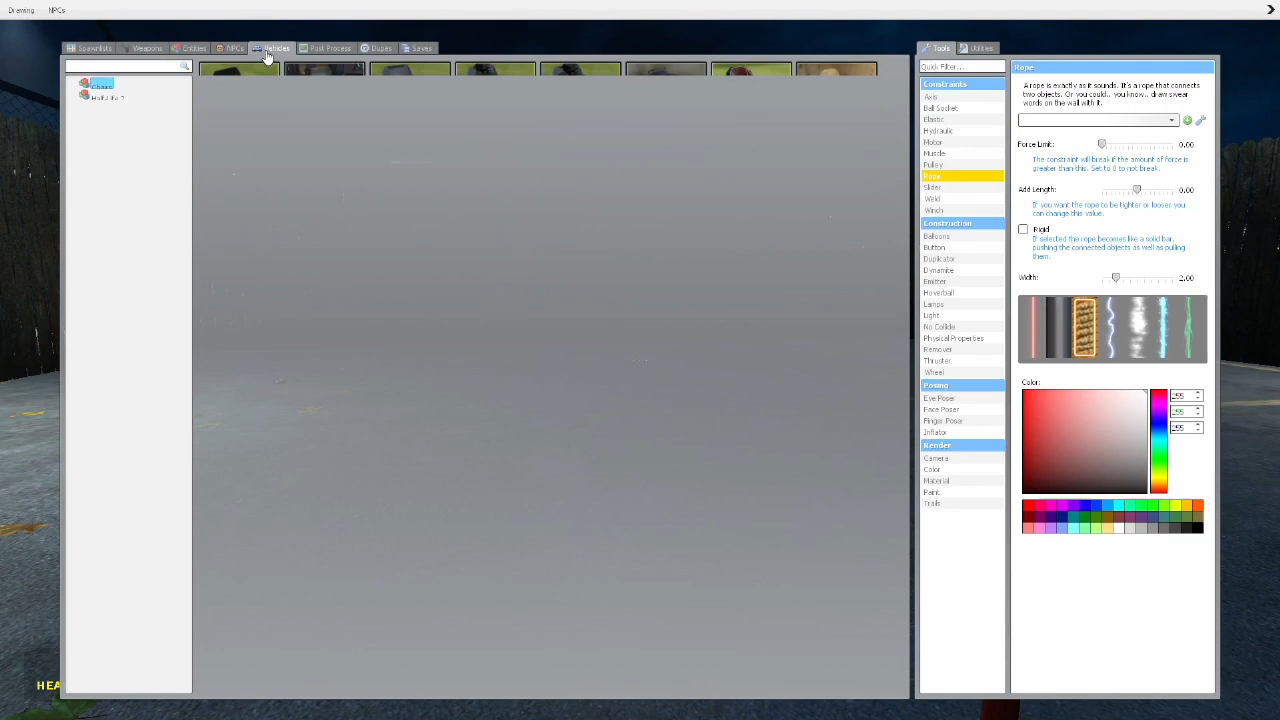 Drawing NPCs
Spawnlists Weapons Entities NPCs Vehicles Post Process Dupes Saves
Tools Utilities
Chairs
Half-Life 2
Quick Filter...
Constraints
Axis
Ball Socket
Elastic
Hydraulic
Motor
Muscle
Pulley
Rope
Slider
Weld
Winch
Construction
Balloons
Button
Duplicator
Dynamite
Emitter
Hoverball
Lamps
Light
No Collide
Physical Properties
Remover
Thruster
Wheel
Posing
Eye Poser
Face Poser
Finger Poser
Inflator
Render
Camera
Color
Material
Paint
Trails
Rope
A rope is exactly as it sounds. It's a rope that connects
two objects. Or you could.. you know.. draw swear
words on the wall with it.
Force Limit: 0.00
The constraint will break if the amount of force is
greater than this. Set to 0 to not break.
Add Length: 0.00
If you want the rope to be tighter or looser you
can change this value.
Rigid
If selected the rope becomes like a solid bar,
pushing the connected objects as well as pulling
them.
Width: 2.00
Color:
255
255
255
HEA